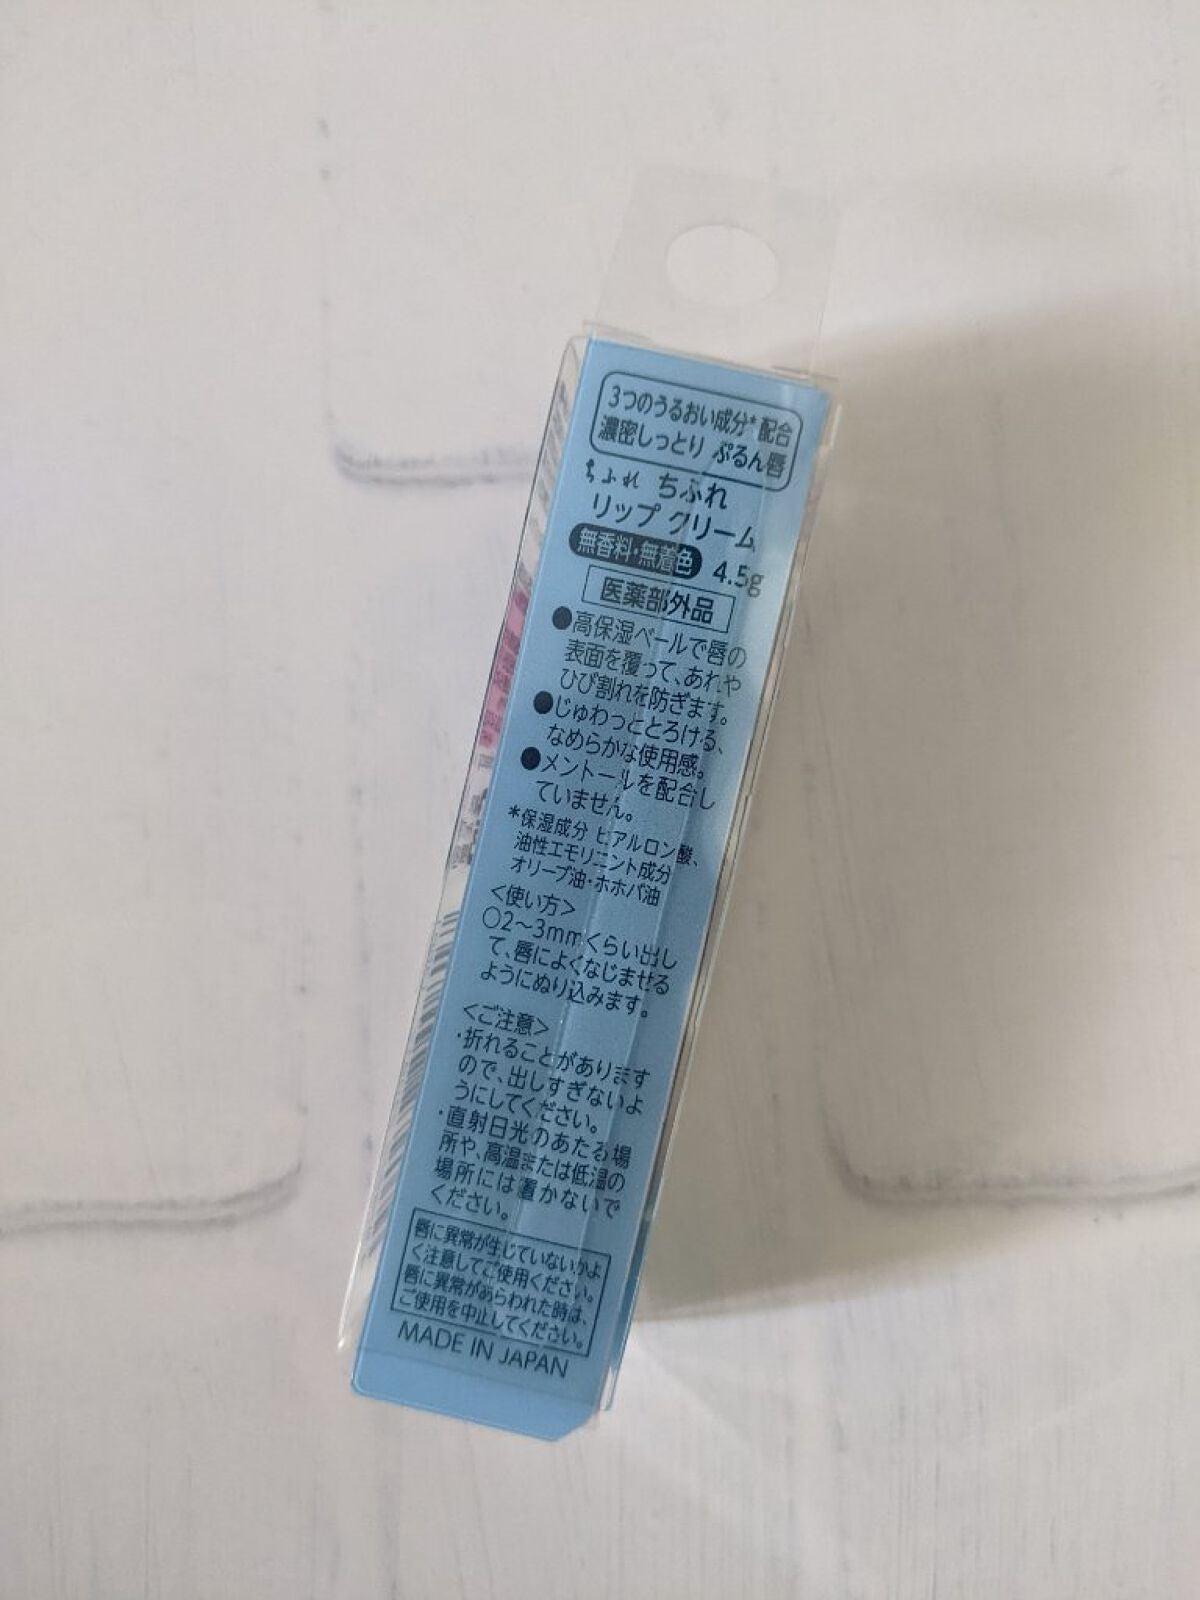 3つのうるおい成分*配合
濃密しっとり ぷるん唇
ちふれ ちふれ
リップ クリーム
無香料・無着色 4.5g
医薬部外品
●高保湿ベールで唇の
表面を覆って、あれや
ひび割れを防ぎます。
●じゅわっととろける、
なめらかな使用感。
●メントールを配合し
ていません。
*保湿成分 ヒアルロン酸、
油性エモリエント成分
オリーブ油・ホホバ油
<使い方>
○2〜3mmくらい出し
て、唇によくなじませる
ようにぬり込みます。
<ご注意>
・折れることがあります
ので、出しすぎないよ
うにしてください。
・直射日光のあたる場
所や、高温または低温の
場所には置かないで
ください。
唇に異常が生じていないかよ
く注意してご使用ください。
唇に異常があらわれた時は、
ご使用を中止してください。
MADE IN JAPAN